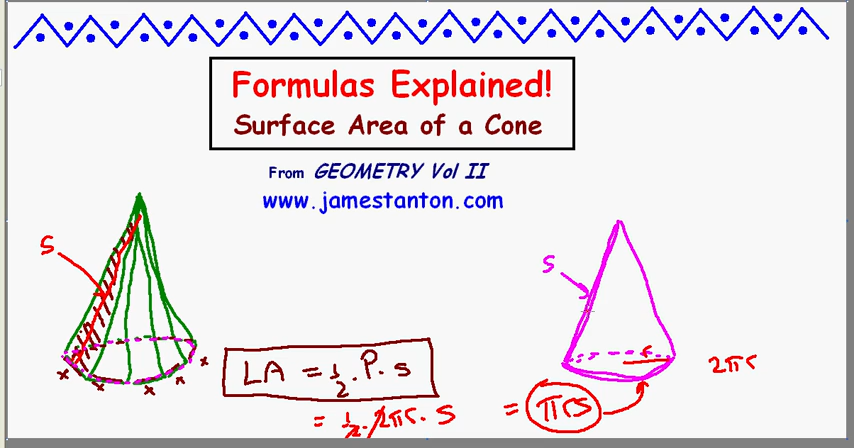 Formulas Explained!
Surface Area of a Cone
From GEOMETRY Vol II
www.jamestanton.com
S
S
r
x x x x x
LA = 1/2 . P. s
2πr
= 1/2 . 2πr. S
= πrs